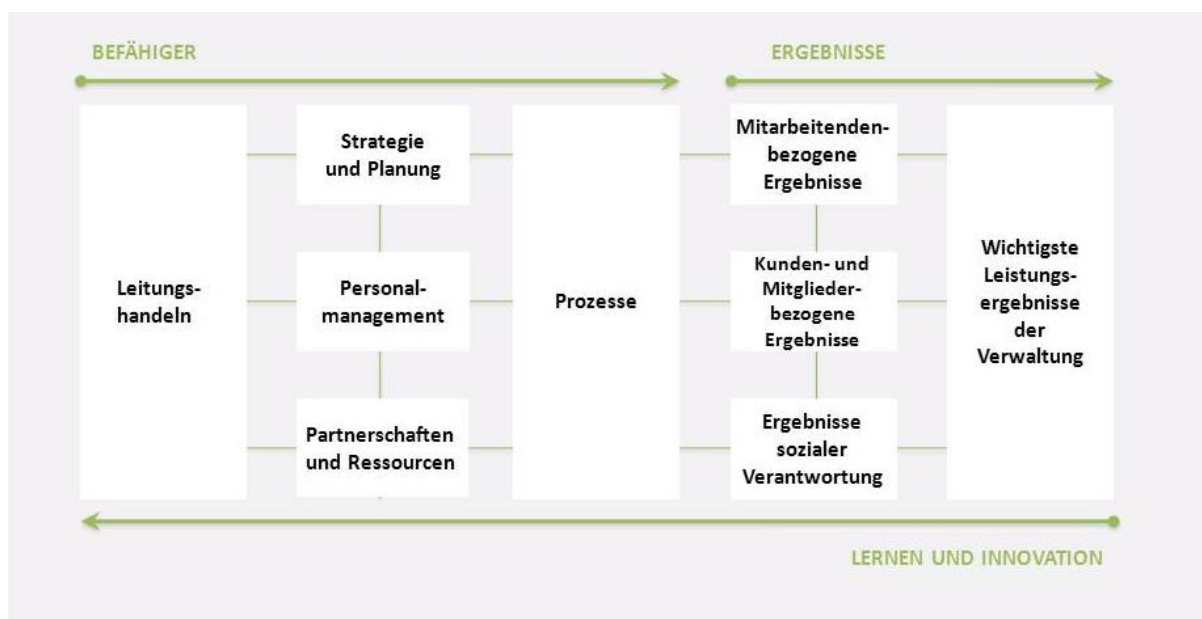 BEFÄHIGER
ERGEBNISSE
Leitungs-
handeln
Strategie
und Planung
Personal-
management
Partnerschaften
und Ressourcen
Prozesse
Mitarbeitenden-
bezogene
Ergebnisse
Kunden- und
Mitglieder-
bezogene
Ergebnisse
Ergebnisse
sozialer
Verantwortung
Wichtigste
Leistungs-
ergebnisse
der
Verwaltung
LERNEN UND INNOVATION